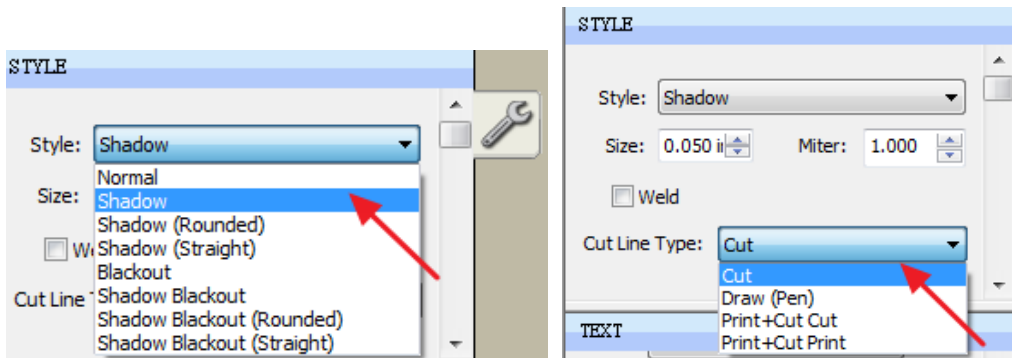 STYLE
Style: Shadow
Normal
Size: Shadow
Shadow (Rounded)
Shadow (Straight)
Blackout
Cut Line Shadow Blackout
Shadow Blackout (Rounded)
Shadow Blackout (Straight)
STYLE
Style: Shadow
Size: 0.050 Miter: 1.000
Weld
Cut Line Type: Cut
Cut
Draw (Pen)
Print+Cut Cut
Print+Cut Print
TEXT